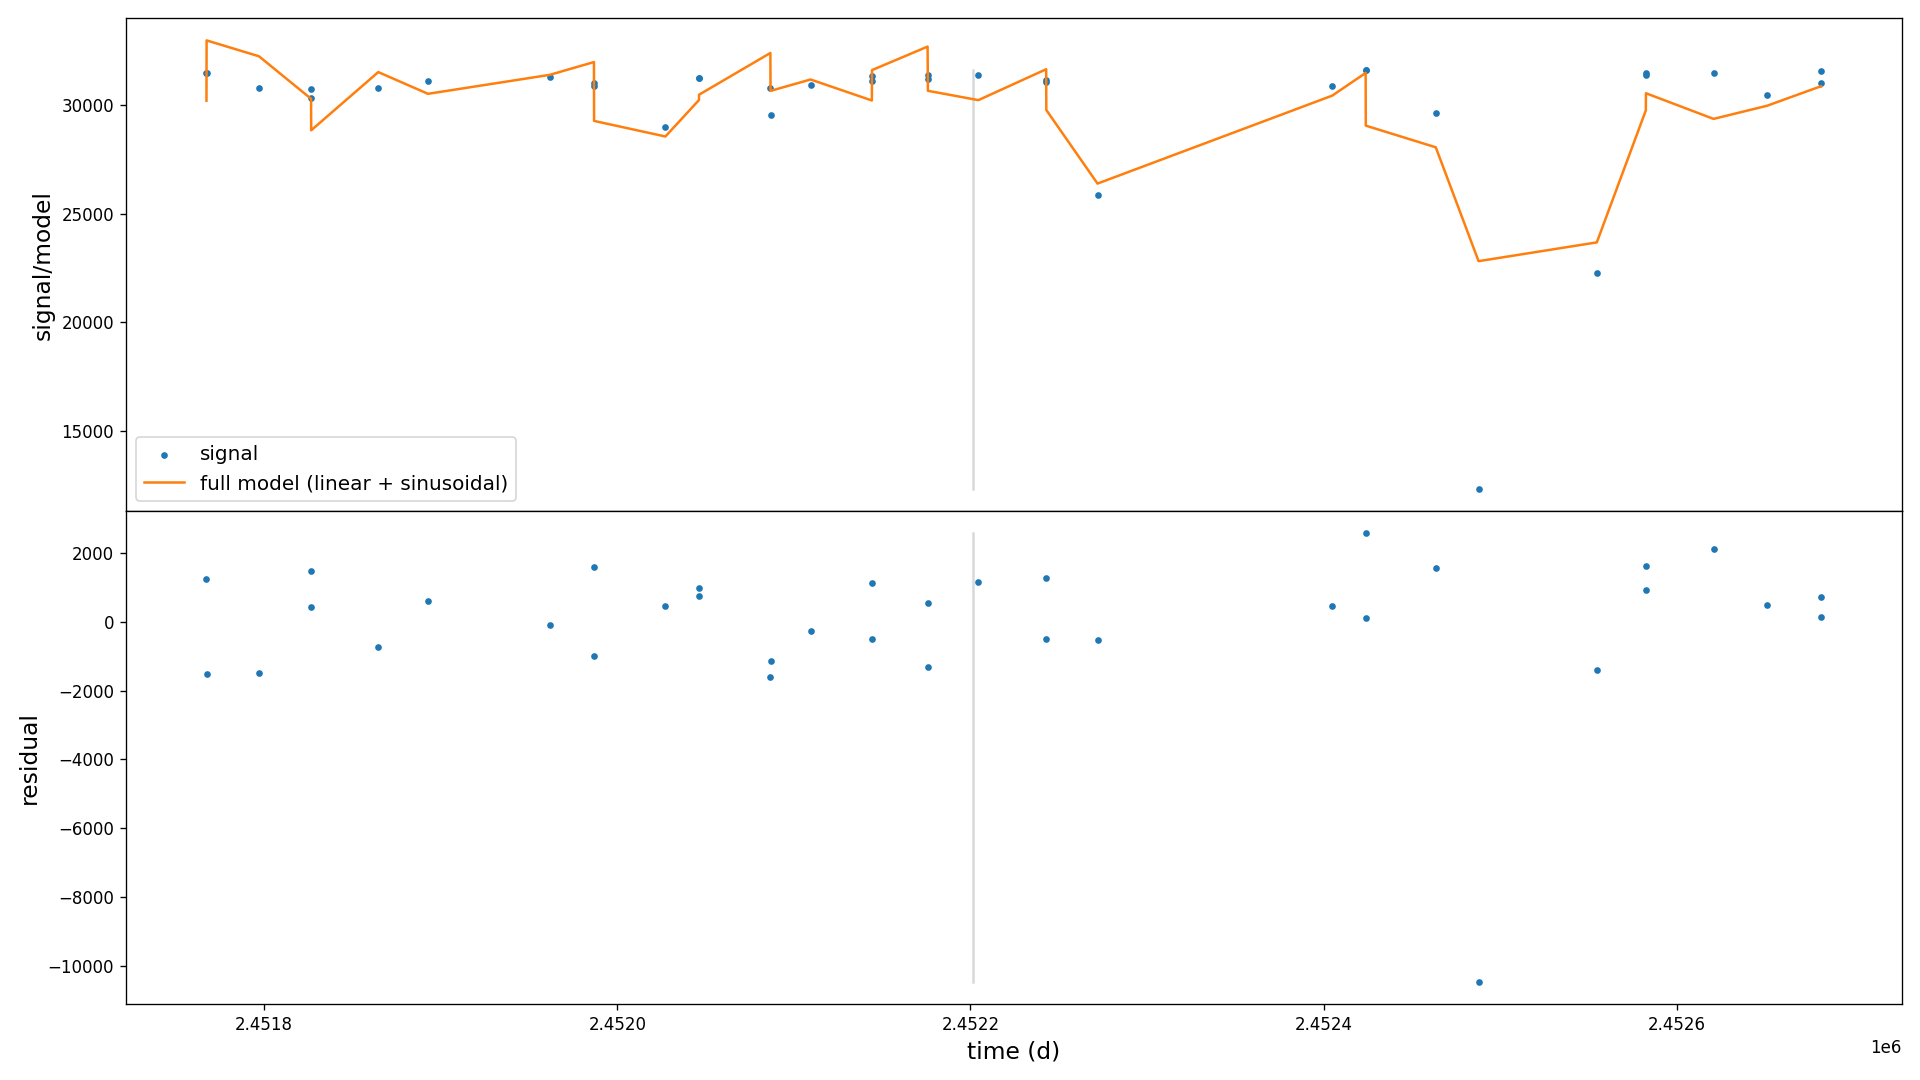 signal/model
30000
25000
20000
15000
signal
full model (linear + sinusoidal)
residual
2000
0
−2000
−4000
−6000
−8000
−10000
2.4518
2.4520
2.4522
2.4524
2.4526
time (d)
1e6